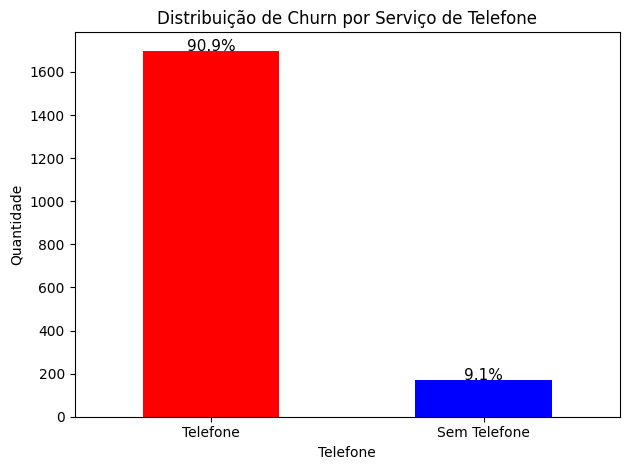 Distribuição de Churn por Serviço de Telefone
90.9%
9.1%
1600
1400
1200
1000
800
600
400
200
0
Quantidade
Telefone
Sem Telefone
Telefone